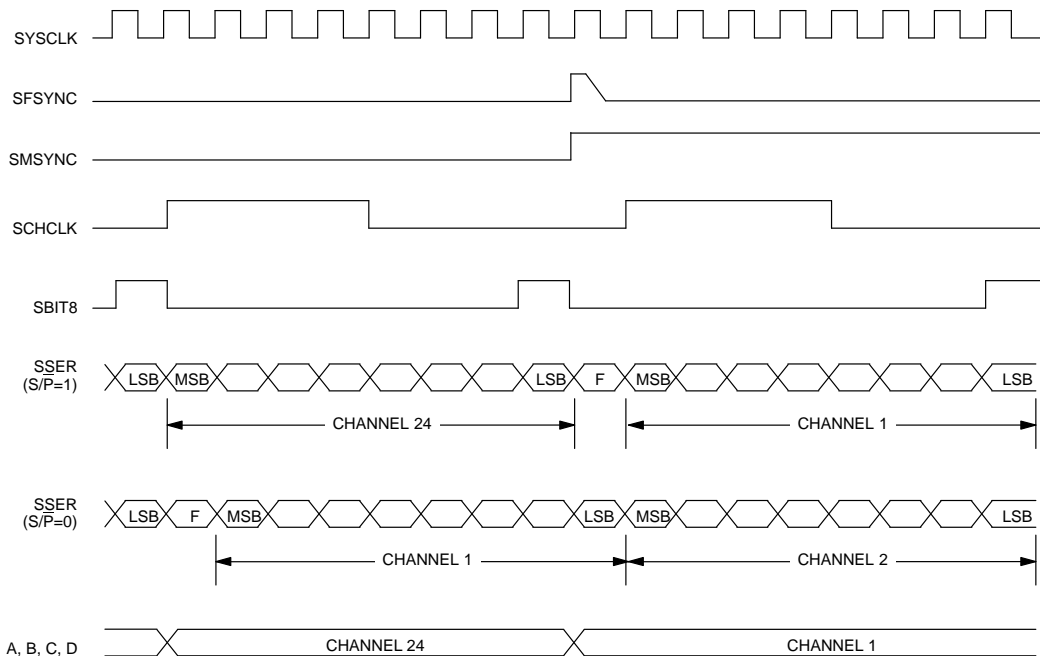 SYSCLK
SFSYNC
SMSYNC
SCHCLK
SBIT8
SSER
(S/P̅=1)
LSB MSB LSB F MSB LSB
CHANNEL 24 CHANNEL 1
SSER
(S/P̅=0)
LSB F MSB LSB MSB LSB
CHANNEL 1 CHANNEL 2
A, B, C, D CHANNEL 24 CHANNEL 1